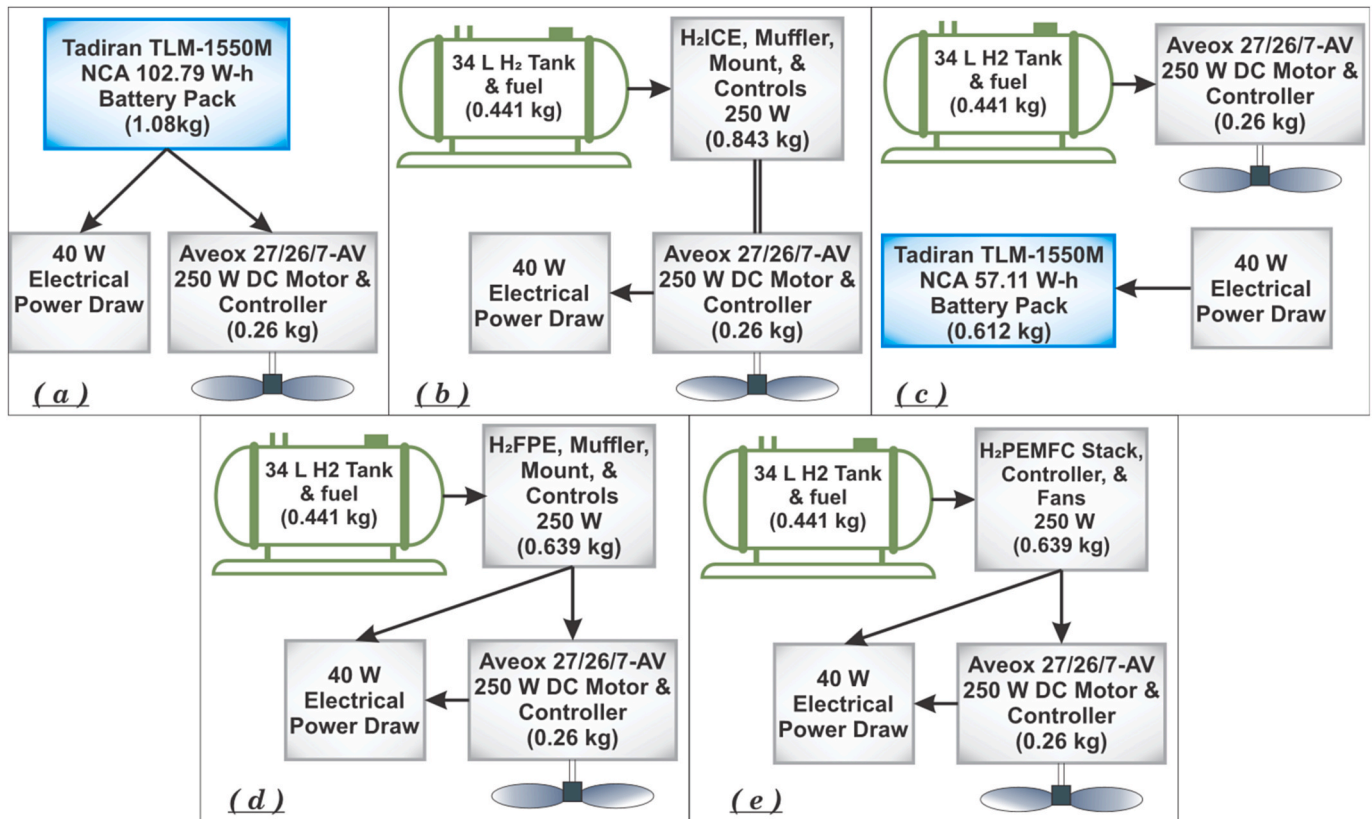 Tadiran TLM-1550M
NCA 102.79 W-h
Battery Pack
(1.08kg)
40 W
Electrical
Power Draw
Aveox 27/26/7-AV
250 W DC Motor &
Controller
(0.26 kg)
( a )
34 L H₂ Tank
& fuel
(0.441 kg)
H₂ICE, Muffler,
Mount, &
Controls
250 W
(0.843 kg)
40 W
Electrical
Power Draw
Aveox 27/26/7-AV
250 W DC Motor &
Controller
(0.26 kg)
( b )
34 L H2 Tank
& fuel
(0.441 kg)
Aveox 27/26/7-AV
250 W DC Motor &
Controller
(0.26 kg)
Tadiran TLM-1550M
NCA 57.11 W-h
Battery Pack
(0.612 kg)
40 W
Electrical
Power Draw
( c )
34 L H2 Tank
& fuel
(0.441 kg)
H₂FPE, Muffler,
Mount, &
Controls
250 W
(0.639 kg)
40 W
Electrical
Power Draw
Aveox 27/26/7-AV
250 W DC Motor &
Controller
(0.26 kg)
( d )
34 L H2 Tank
& fuel
(0.441 kg)
H₂PEMFC Stack,
Controller, &
Fans
250 W
(0.639 kg)
40 W
Electrical
Power Draw
Aveox 27/26/7-AV
250 W DC Motor &
Controller
(0.26 kg)
( e )